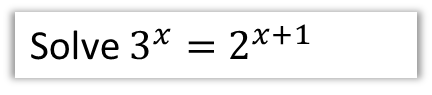 Solve 3^x = 2^{x+1}